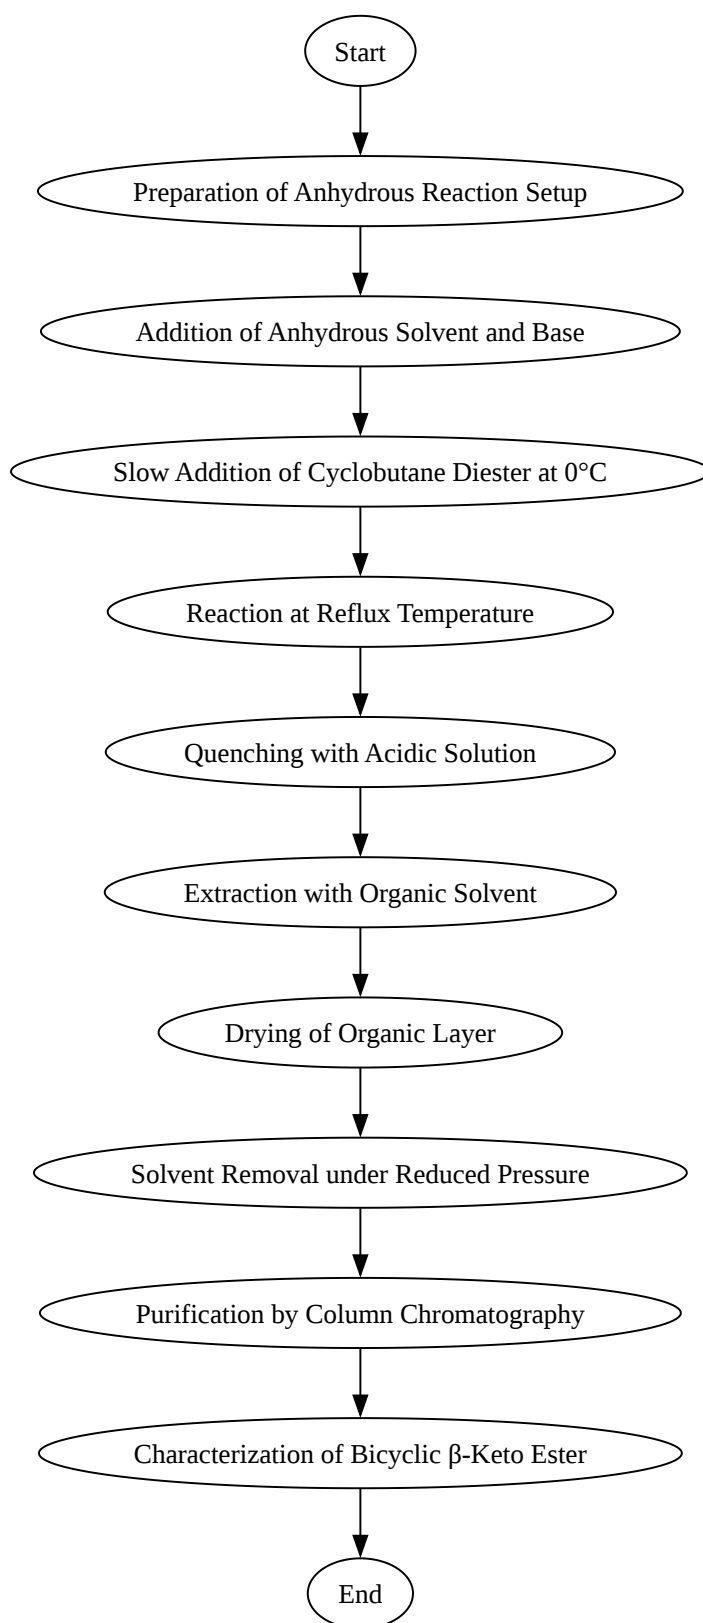 Start
Preparation of Anhydrous Reaction Setup
Addition of Anhydrous Solvent and Base
Slow Addition of Cyclobutane Diester at 0°C
Reaction at Reflux Temperature
Quenching with Acidic Solution
Extraction with Organic Solvent
Drying of Organic Layer
Solvent Removal under Reduced Pressure
Purification by Column Chromatography
Characterization of Bicyclic β-Keto Ester
End